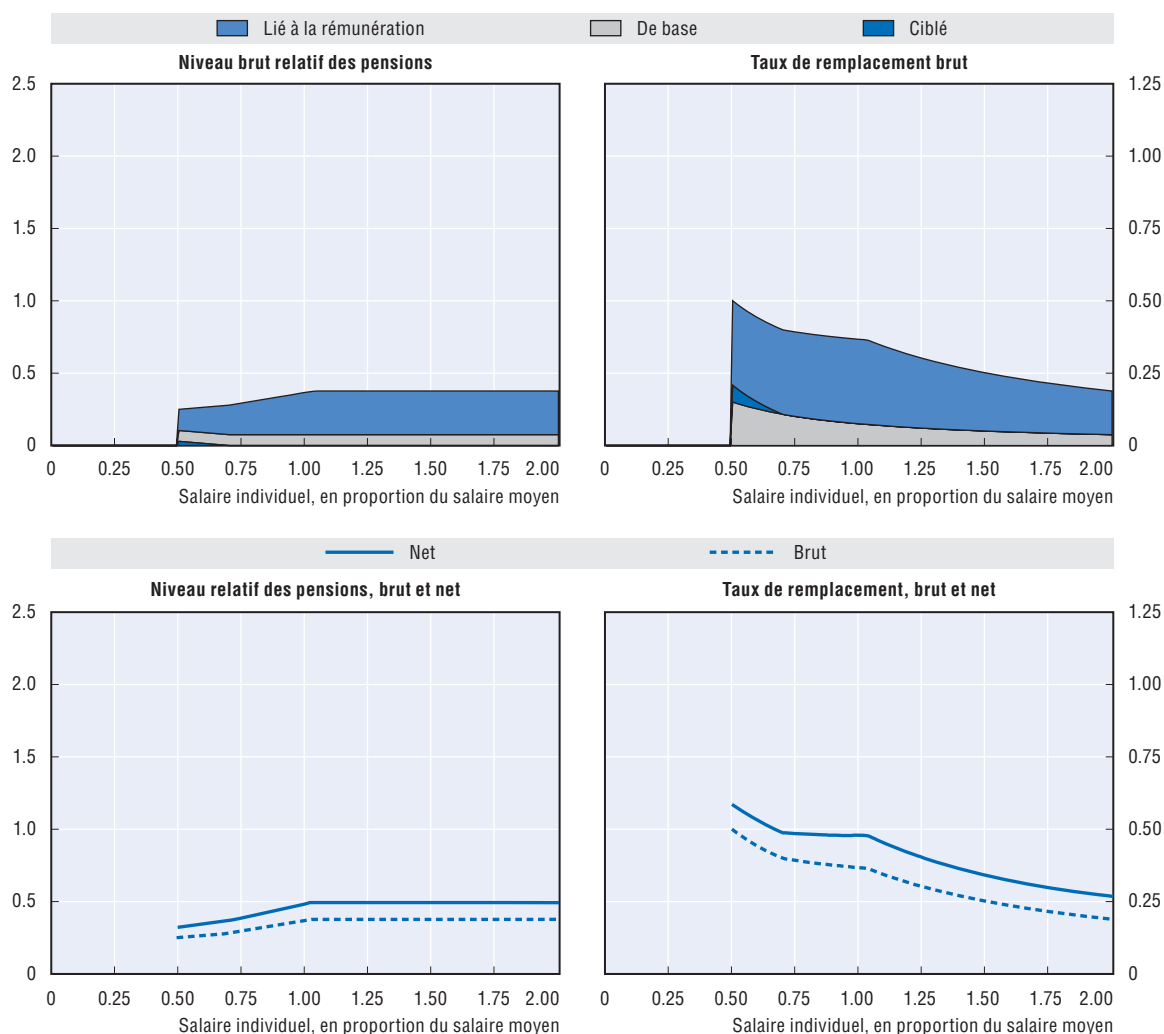 Lié à la rémunération De base Ciblé
Niveau brut relatif des pensions Taux de remplacement brut
2.5 1.25
2.0 1.00
1.5 0.75
1.0 0.50
0.5 0.25
0 0
0 0.25 0.50 0.75 1.00 1.25 1.50 1.75 2.00 0 0.25 0.50 0.75 1.00 1.25 1.50 1.75 2.00
Salaire individuel, en proportion du salaire moyen Salaire individuel, en proportion du salaire moyen
Net Brut
Niveau relatif des pensions, brut et net Taux de remplacement, brut et net
2.5 1.25
2.0 1.00
1.5 0.75
1.0 0.50
0.5 0.25
0 0
0 0.25 0.50 0.75 1.00 1.25 1.50 1.75 2.00 0 0.25 0.50 0.75 1.00 1.25 1.50 1.75 2.00
Salaire individuel, en proportion du salaire moyen Salaire individuel, en proportion du salaire moyen